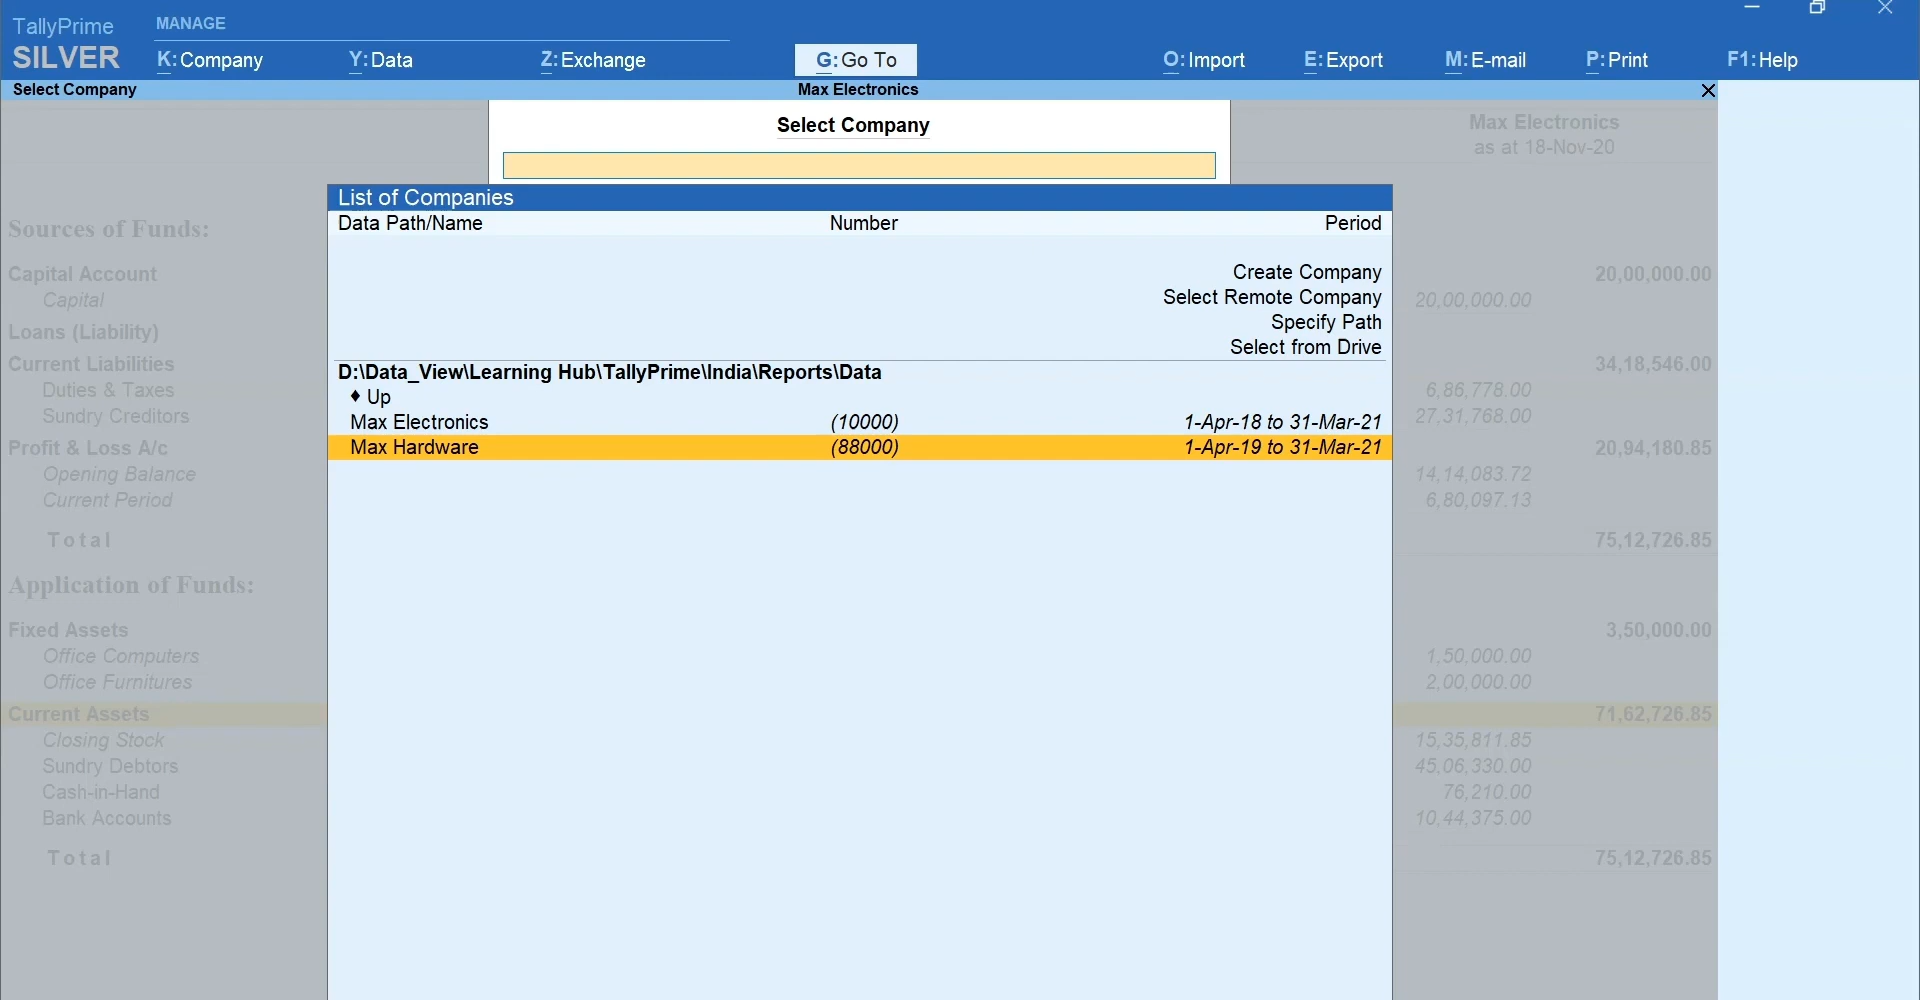 TallyPrime
MANAGE
SILVER
K: Company
Y: Data
Z: Exchange
G: Go To
O: Import
E: Export
M: E-mail
P: Print
F1: Help
Select Company
Max Electronics
Select Company
Max Electronics
as at 18-Nov-20
List of Companies
Data Path/Name Number Period
Create Company
Select Remote Company
Specify Path
Select from Drive
D:\Data_View\Learning Hub\TallyPrime\India\Reports\Data
♦ Up
Max Electronics (10000) 1-Apr-18 to 31-Mar-21
Max Hardware (88000) 1-Apr-19 to 31-Mar-21
Sources of Funds:
Capital Account 20,00,000.00
Capital 20,00,000.00
Loans (Liability)
Current Liabilities 34,18,546.00
Duties & Taxes 6,86,778.00
Sundry Creditors 27,31,768.00
Profit & Loss A/c 20,94,180.85
Opening Balance 14,14,083.72
Current Period 6,80,097.13
Total 75,12,726.85
Application of Funds:
Fixed Assets 3,50,000.00
Office Computers 1,50,000.00
Office Furnitures 2,00,000.00
Current Assets 71,62,726.85
Closing Stock 15,35,811.85
Sundry Debtors 45,06,330.00
Cash-in-Hand 76,210.00
Bank Accounts 10,44,375.00
Total 75,12,726.85